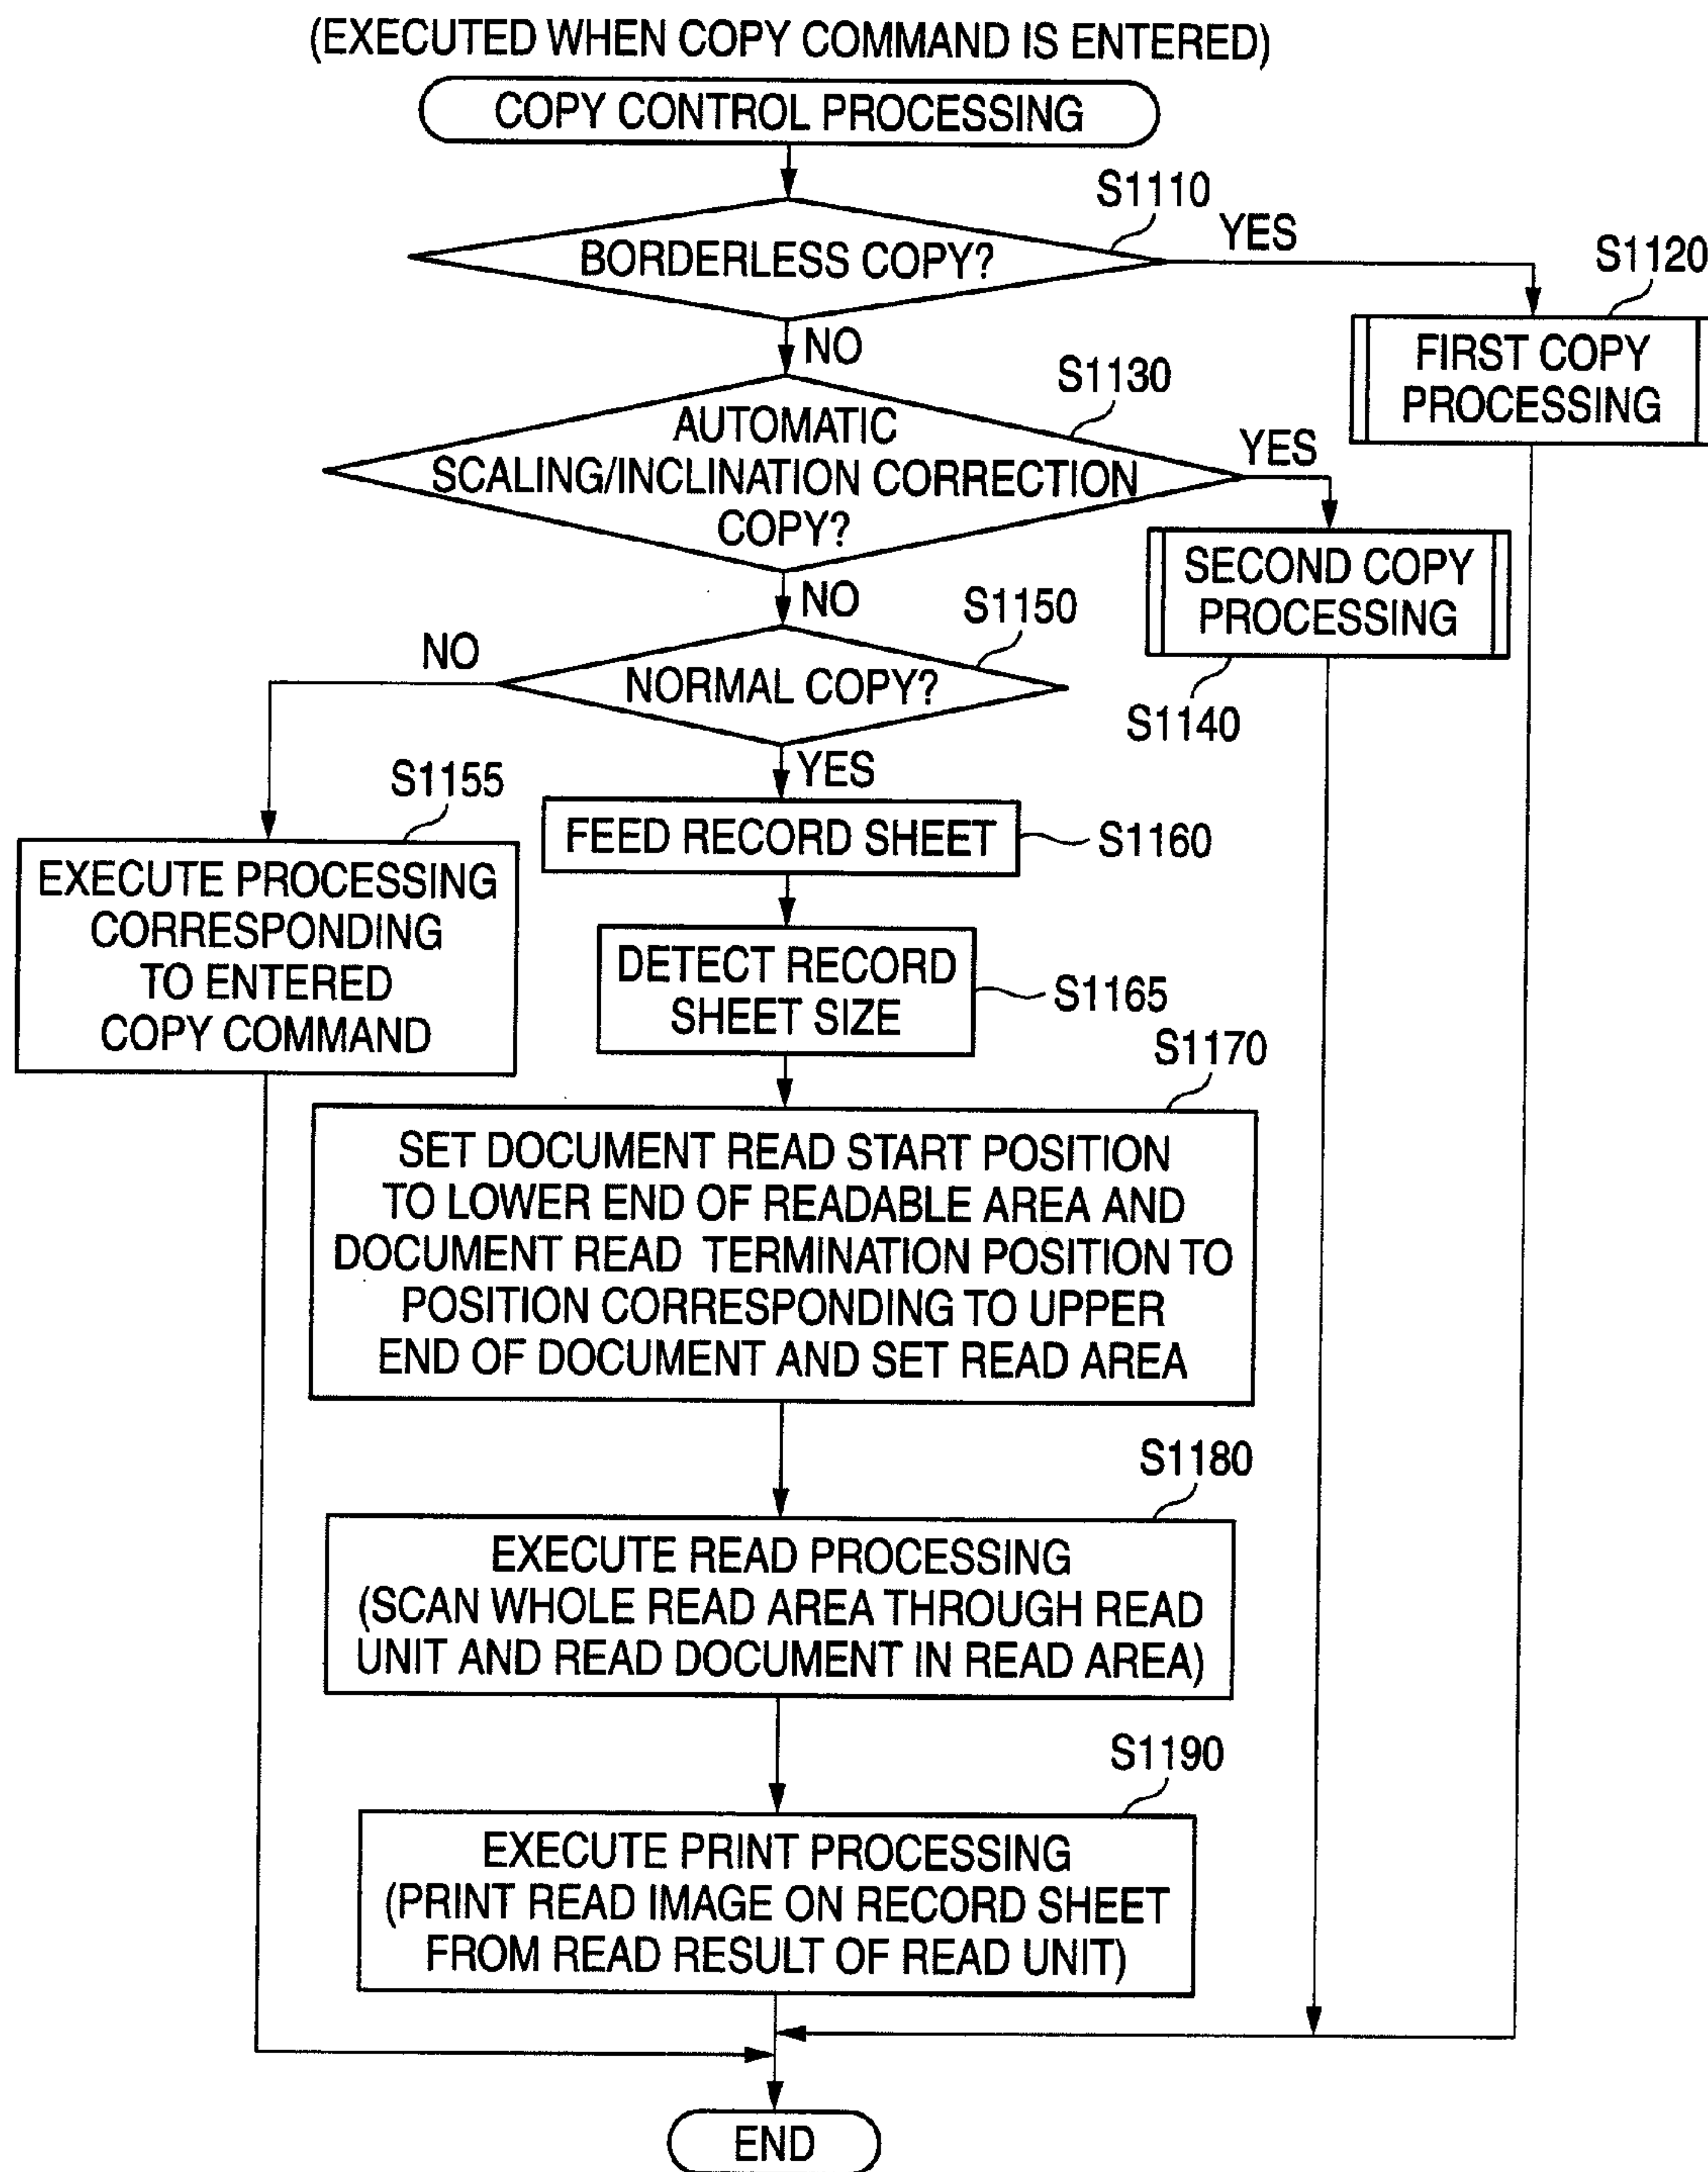 (EXECUTED WHEN COPY COMMAND IS ENTERED)
COPY CONTROL PROCESSING
S1110
BORDERLESS COPY?
YES
S1120
FIRST COPY
PROCESSING
NO
S1130
AUTOMATIC
SCALING/INCLINATION CORRECTION
COPY?
YES
SECOND COPY
PROCESSING
S1140
NO
S1150
NORMAL COPY?
NO
YES
S1155
EXECUTE PROCESSING
CORRESPONDING
TO ENTERED
COPY COMMAND
FEED RECORD SHEET
S1160
DETECT RECORD
SHEET SIZE
S1165
S1170
SET DOCUMENT READ START POSITION
TO LOWER END OF READABLE AREA AND
DOCUMENT READ TERMINATION POSITION TO
POSITION CORRESPONDING TO UPPER
END OF DOCUMENT AND SET READ AREA
S1180
EXECUTE READ PROCESSING
(SCAN WHOLE READ AREA THROUGH READ
UNIT AND READ DOCUMENT IN READ AREA)
S1190
EXECUTE PRINT PROCESSING
(PRINT READ IMAGE ON RECORD SHEET
FROM READ RESULT OF READ UNIT)
END